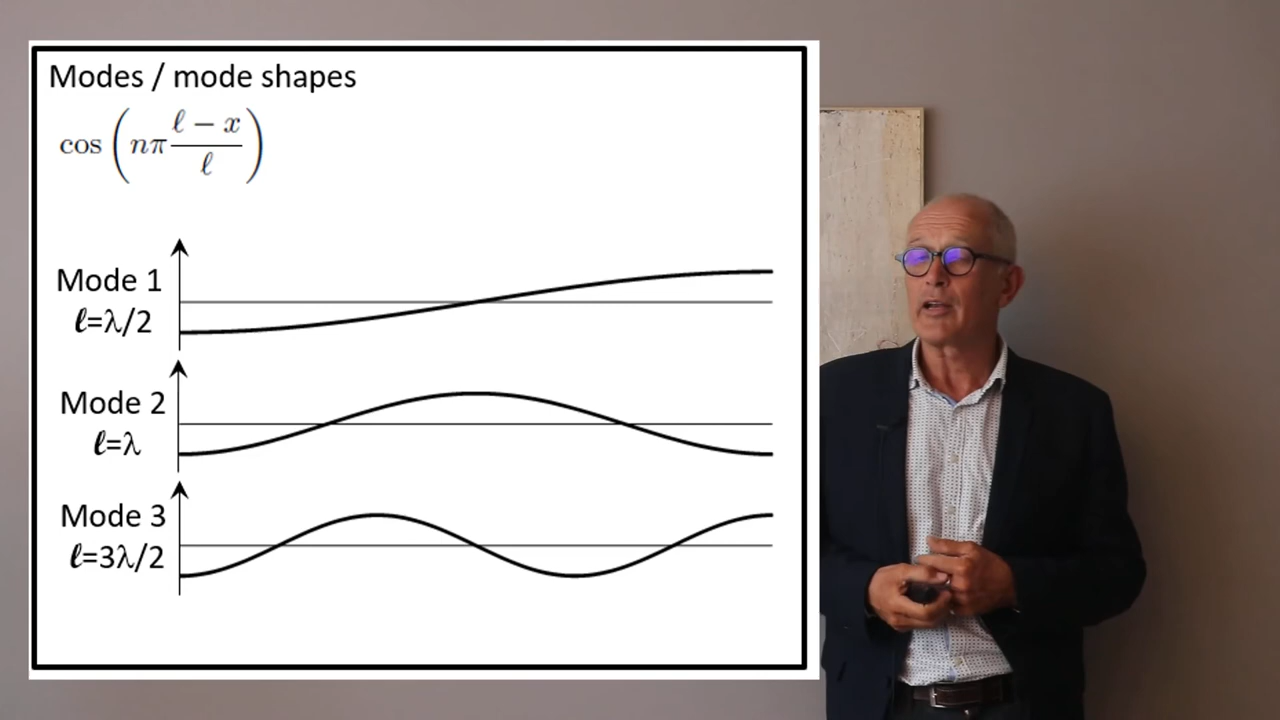 Modes / mode shapes
cos(nπ (ℓ − x)/ℓ)
Mode 1
ℓ=λ/2
Mode 2
ℓ=λ
Mode 3
ℓ=3λ/2